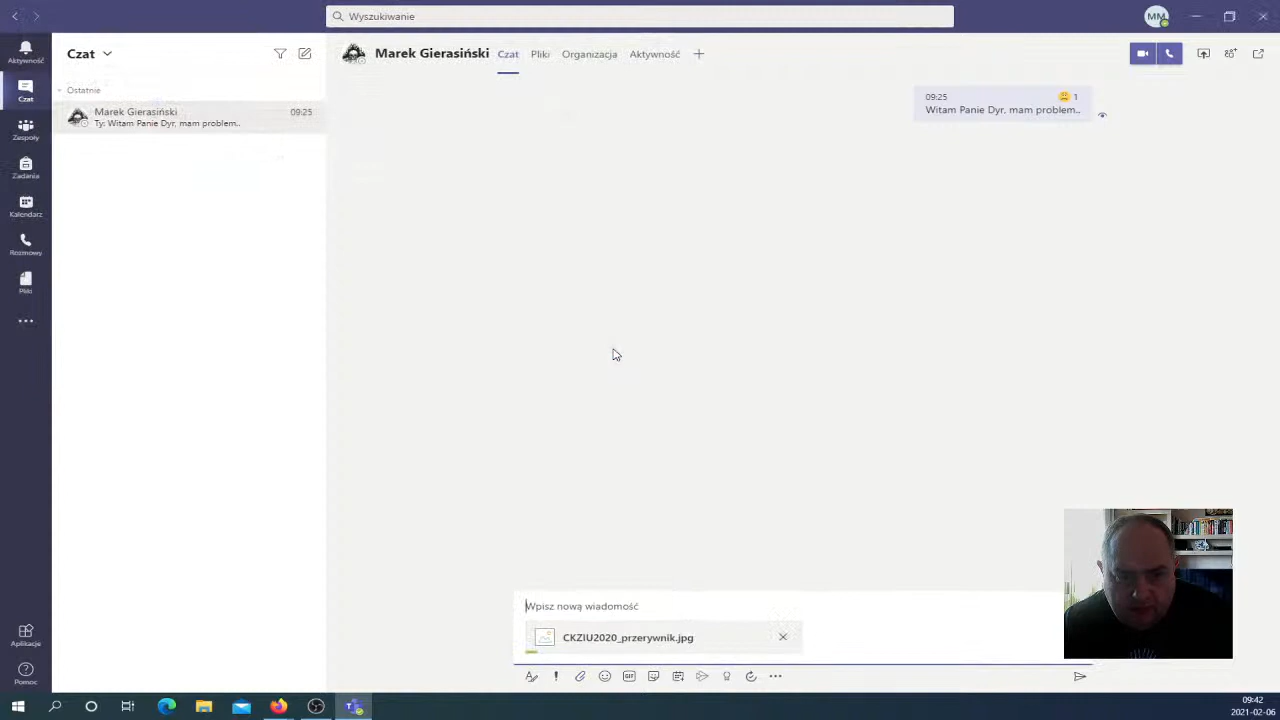 Wyszukiwanie
MM
Aktywność
Czat
Zespoły
Zadania
Kalendarz
Rozmowy
Pliki
Aplikacje
Pomoc
Czat
Ostatnie
Marek Gierasiński 09:25
Ty: Witam Panie Dyr, mam problem..
Marek Gierasiński Czat Pliki Organizacja Aktywność
09:25 1
Witam Panie Dyr, mam problem..
Wpisz nową wiadomość
CKZIU2020_przerywnik.jpg
GIF
09:42
2021-02-06